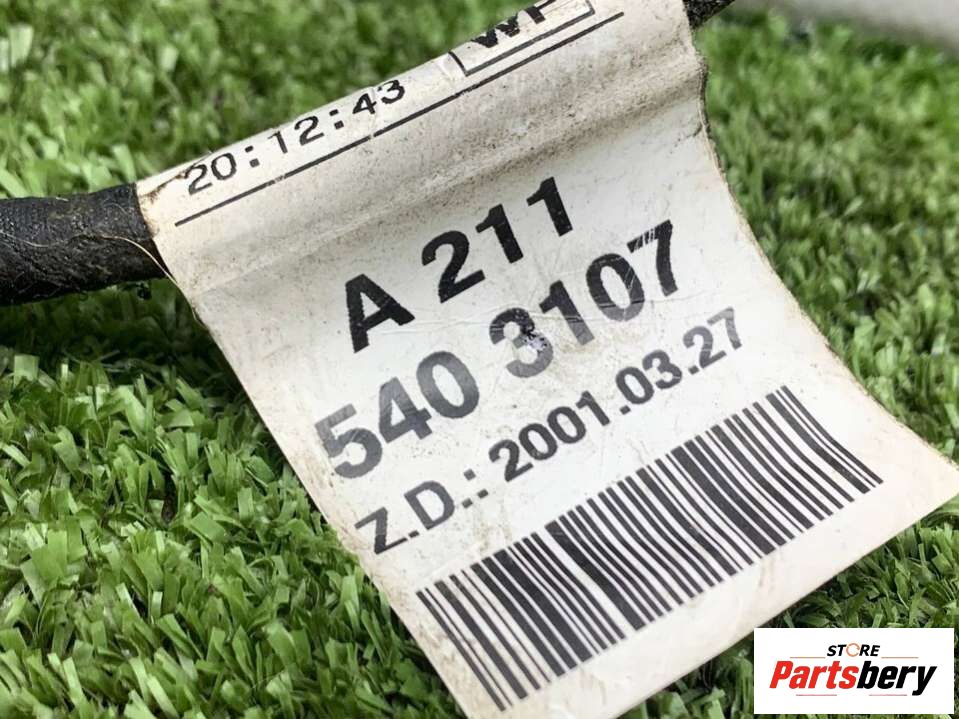 20:12:43
A 211
540 3107
Z.D.: 2001.03.27
STORE
Partsbery